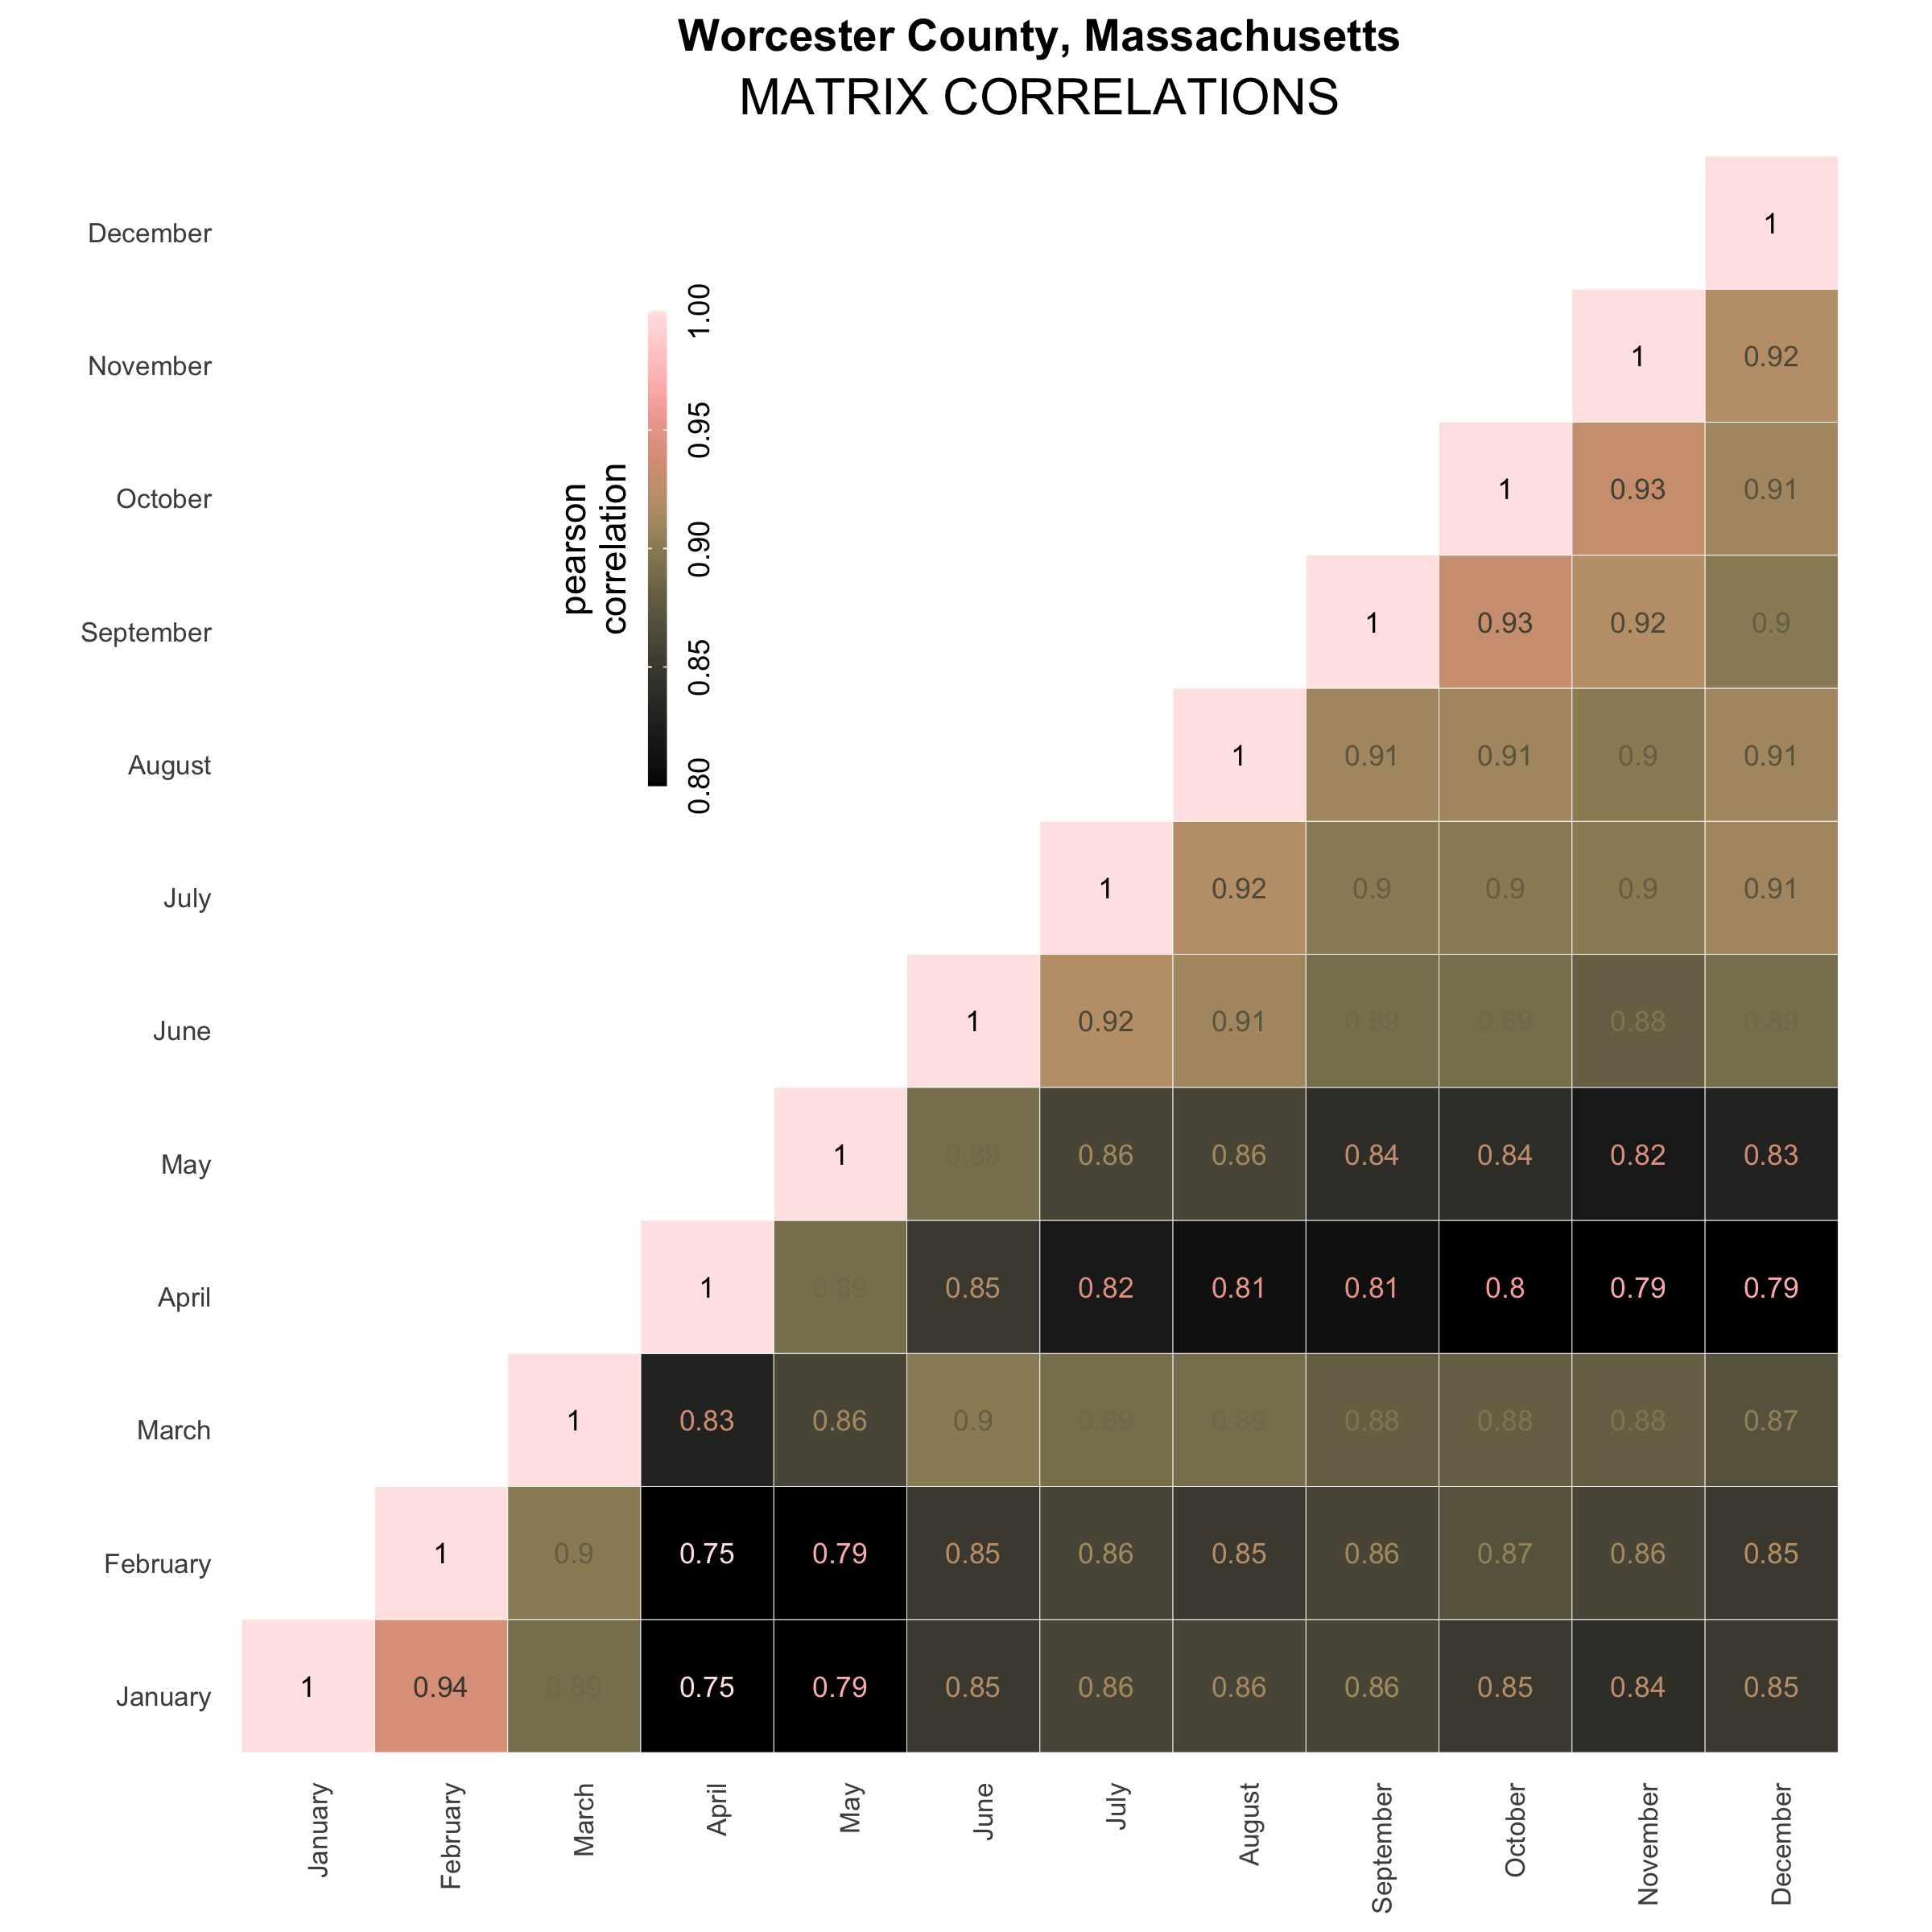 Worcester County, Massachusetts
MATRIX CORRELATIONS
December 1
November 1 0.92
October 1 0.93 0.91
September 1 0.93 0.92 0.9
August 1 0.91 0.91 0.9 0.91
July 1 0.92 0.9 0.9 0.9 0.91
June 1 0.92 0.91 0.89 0.89 0.88 0.89
May 1 0.89 0.86 0.86 0.84 0.84 0.82 0.83
April 1 0.89 0.85 0.82 0.81 0.81 0.8 0.79 0.79
March 1 0.83 0.86 0.9 0.89 0.89 0.88 0.88 0.88 0.87
February 1 0.9 0.75 0.79 0.85 0.86 0.85 0.86 0.87 0.86 0.85
January 1 0.94 0.89 0.75 0.79 0.85 0.86 0.86 0.86 0.85 0.84 0.85
January February March April May June July August September October November December
pearson
correlation
0.80 0.85 0.90 0.95 1.00